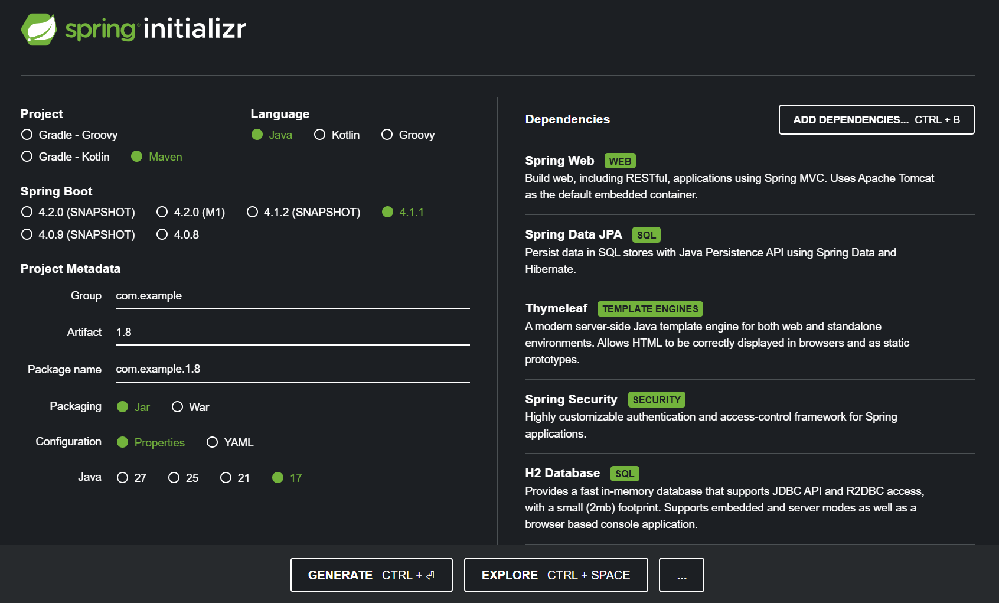 spring initializr
Project
Gradle - Groovy
Gradle - Kotlin Maven
Language
Java Kotlin Groovy
Spring Boot
4.2.0 (SNAPSHOT) 4.2.0 (M1) 4.1.2 (SNAPSHOT) 4.1.1
4.0.9 (SNAPSHOT) 4.0.8
Project Metadata
Group com.example
Artifact 1.8
Package name com.example.1.8
Packaging Jar War
Configuration Properties YAML
Java 27 25 21 17
Dependencies
ADD DEPENDENCIES... CTRL + B
Spring Web WEB
Build web, including RESTful, applications using Spring MVC. Uses Apache Tomcat
as the default embedded container.
Spring Data JPA SQL
Persist data in SQL stores with Java Persistence API using Spring Data and
Hibernate.
Thymeleaf TEMPLATE ENGINES
A modern server-side Java template engine for both web and standalone
environments. Allows HTML to be correctly displayed in browsers and as static
prototypes.
Spring Security SECURITY
Highly customizable authentication and access-control framework for Spring
applications.
H2 Database SQL
Provides a fast in-memory database that supports JDBC API and R2DBC access,
with a small (2mb) footprint. Supports embedded and server modes as well as a
browser based console application.
GENERATE CTRL + ⏎
EXPLORE CTRL + SPACE
...